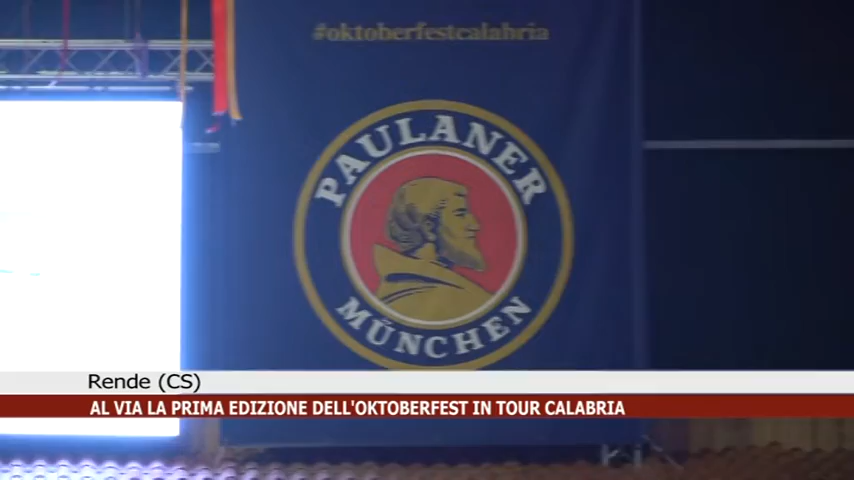 #oktoberfestcalabria
PAULANER
MÜNCHEN
Rende (CS)
AL VIA LA PRIMA EDIZIONE DELL'OKTOBERFEST IN TOUR CALABRIA